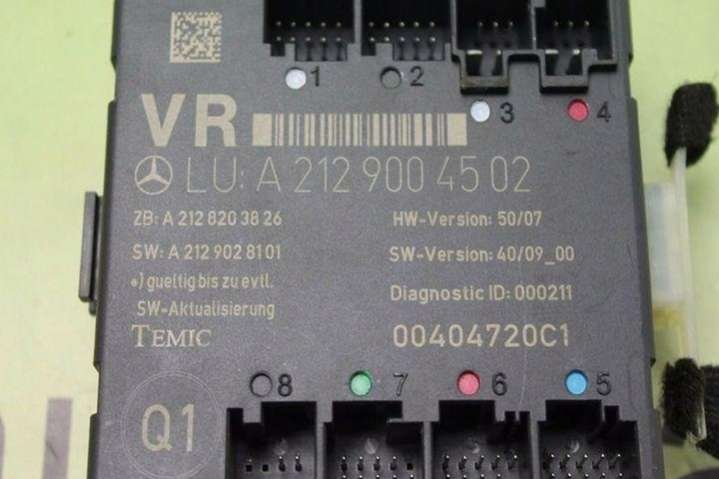 1 2
3 4
VR
LU: A 212 900 45 02
ZB: A 212 820 38 26
HW-Version: 50/07
SW: A 212 902 81 01
SW-Version: 40/09_00
*) gueltig bis zu evtl.
SW-Aktualisierung
Diagnostic ID: 000211
TEMIC
00404720C1
8 7 6 5
Q1